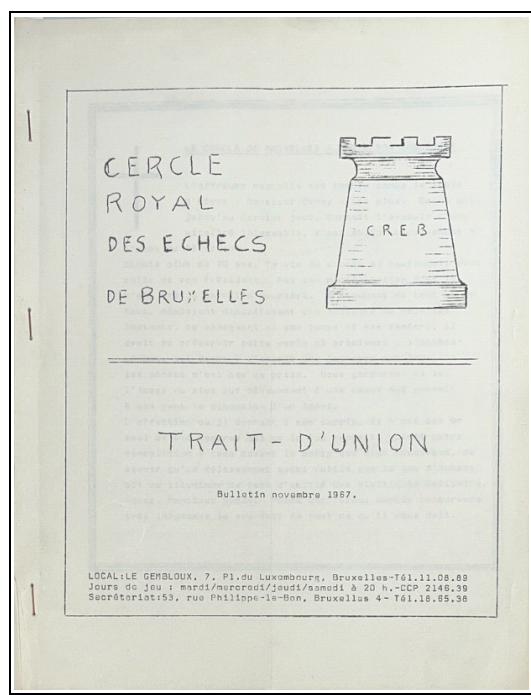 CERCLE
ROYAL
DES ECHECS
DE BRUXELLES
CREB
TRAIT-D'UNION
Bulletin novembre 1967.
LOCAL:LE GEMBLOUX, 7, Pl.du Luxembourg, Bruxelles-Tél.11.08.89
Jours de jeu : mardi/mercredi/jeudi/samedi à 20 h.-CCP 2146.39
Secrétariat:53, rue Philippe-le-Bon, Bruxelles 4- Tél.18.65.38